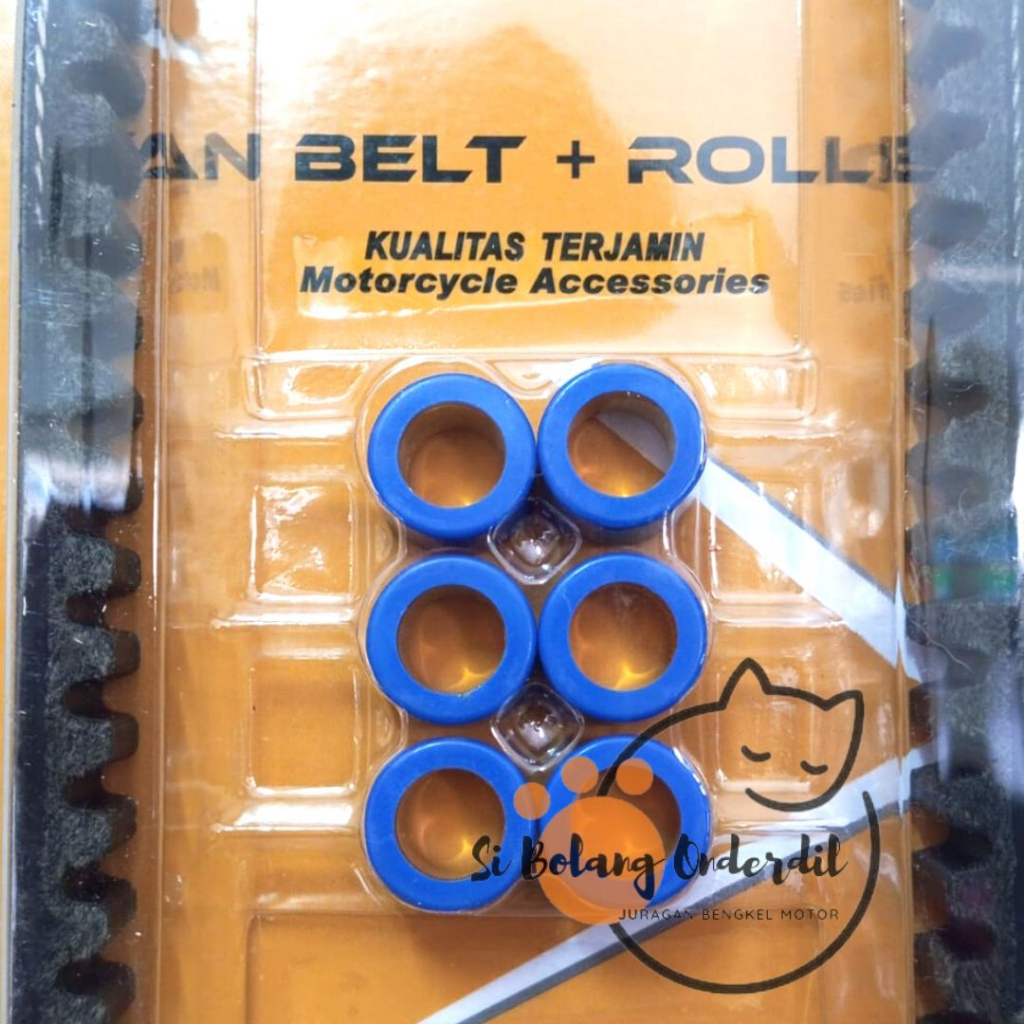 AN BELT + ROLLE
KUALITAS TERJAMIN
Motorcycle Accessories
Si Bolang Onderdil
JURAGAN BENGKEL MOTOR